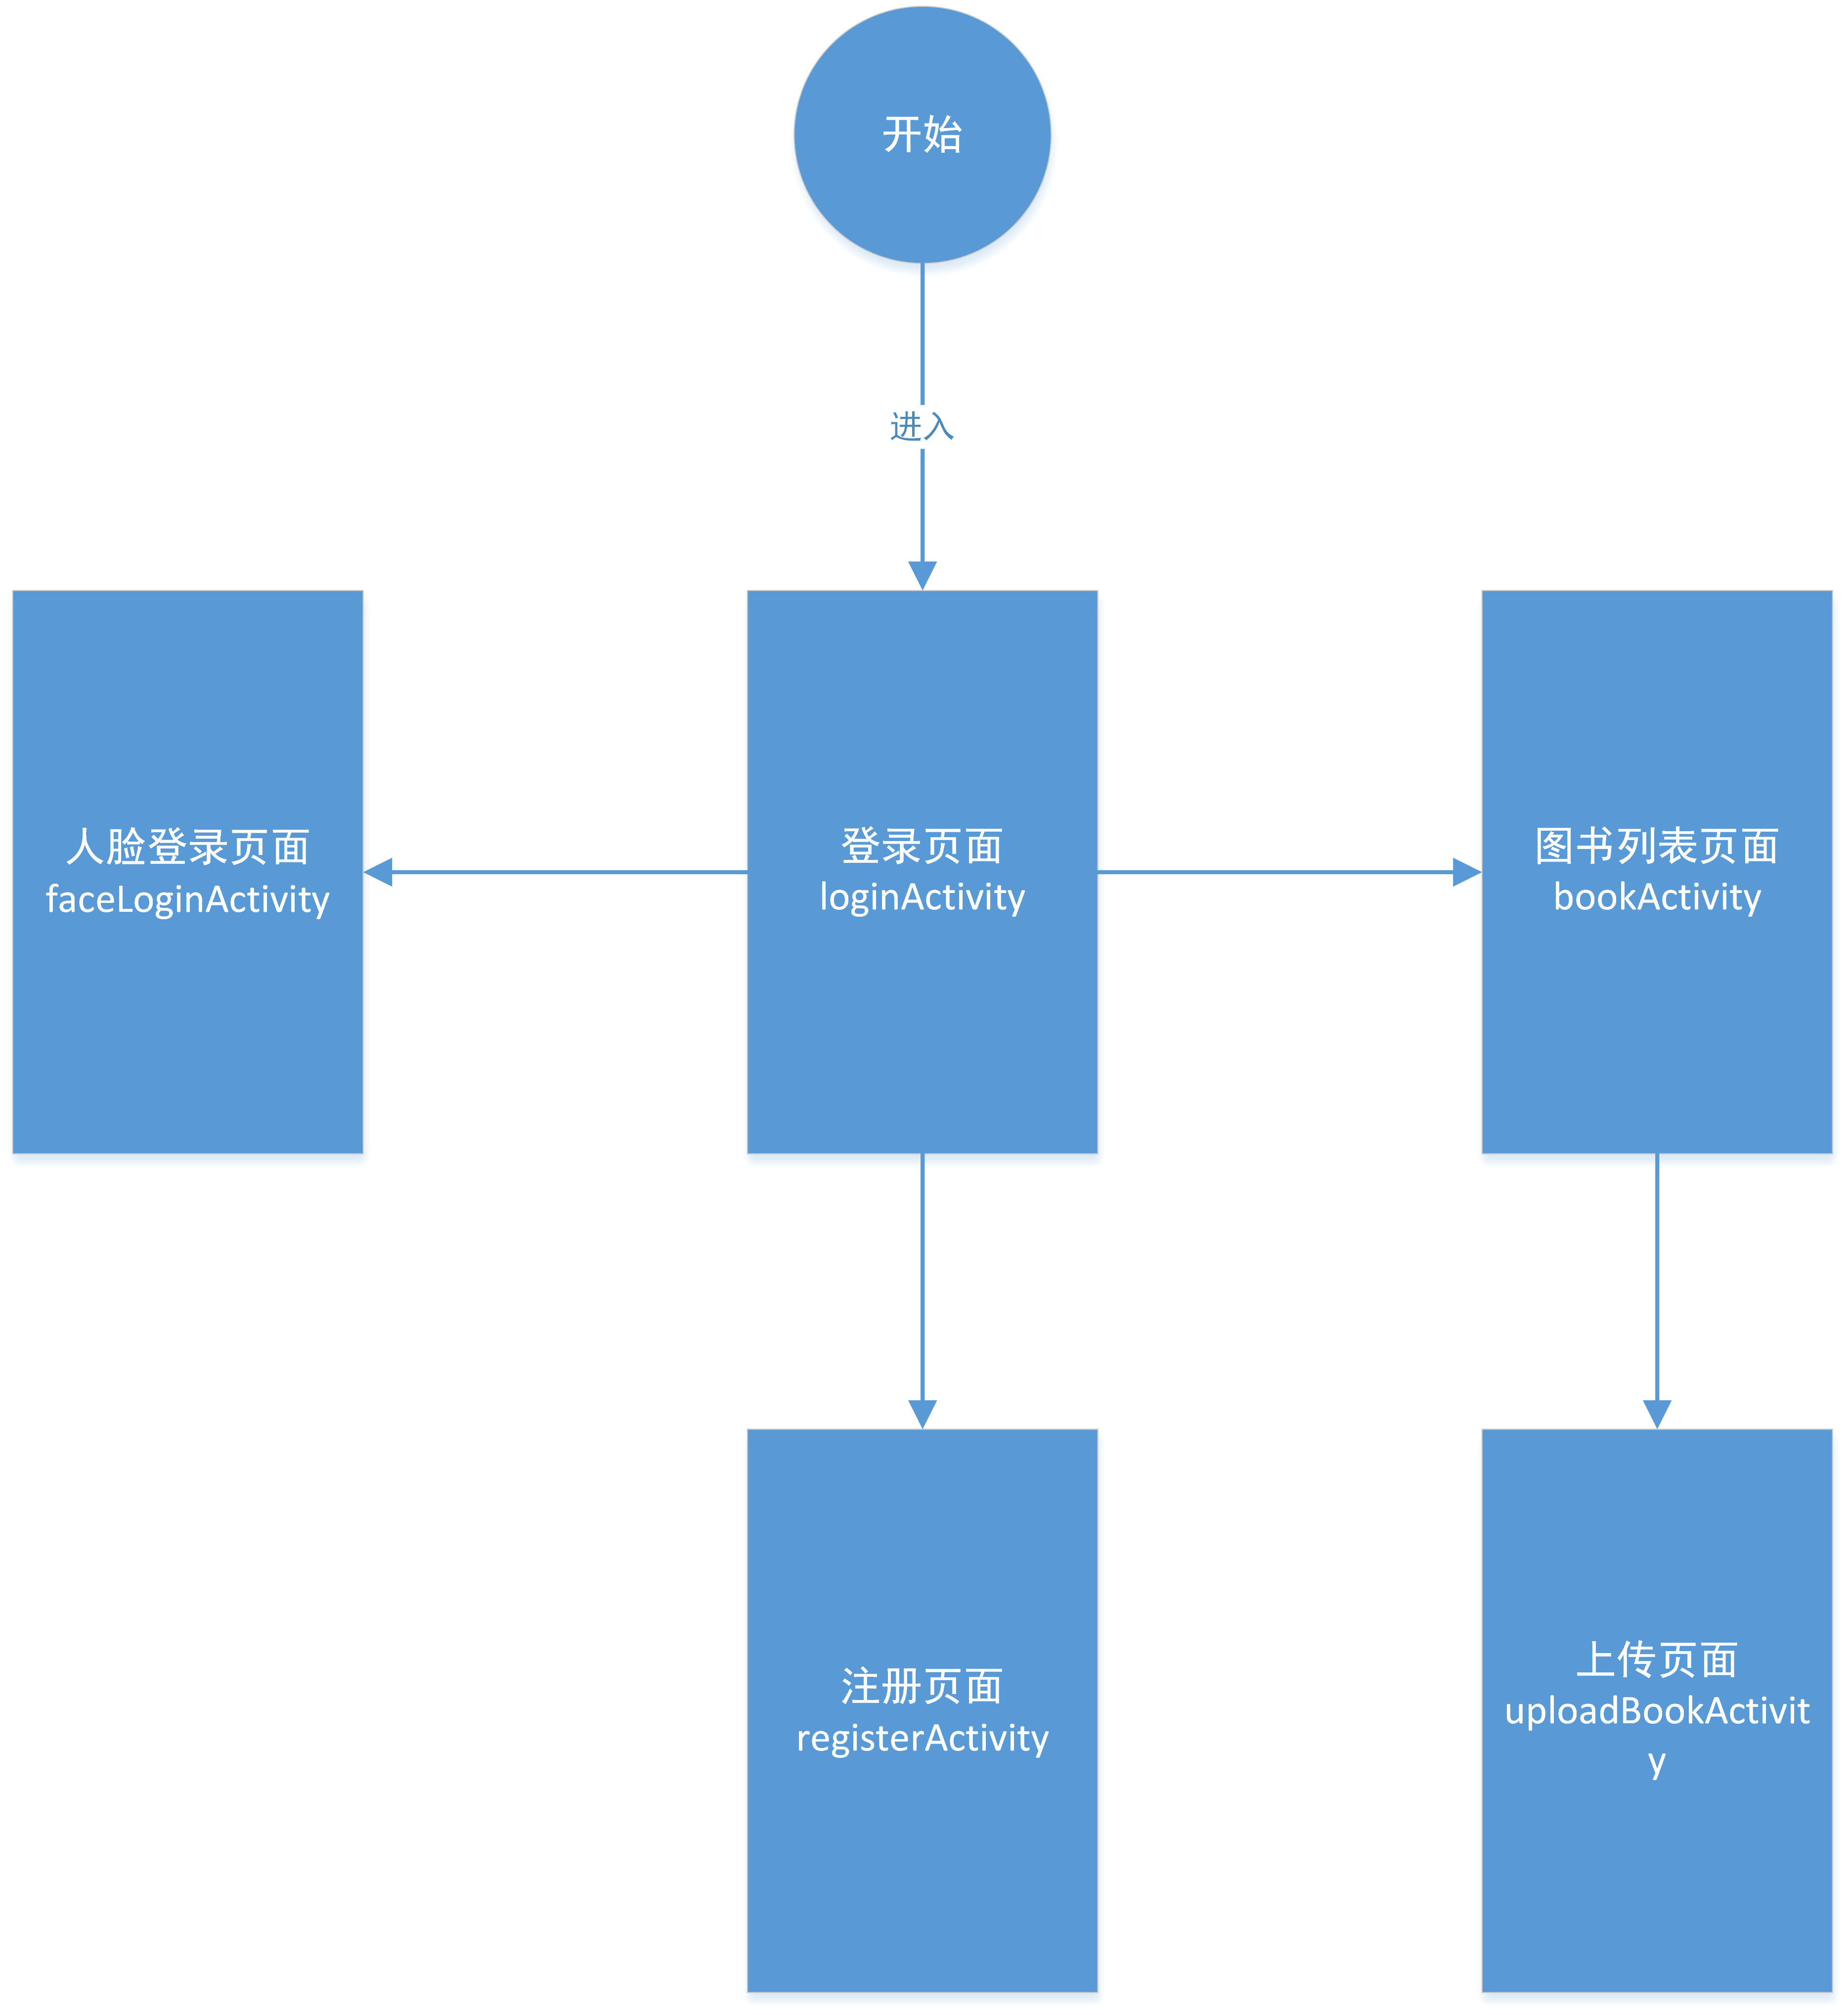 开始
进入
人脸登录页面
faceLoginActivity
登录页面
loginActivity
图书列表页面
bookActivity
注册页面
registerActivity
上传页面
uploadBookActivit
y